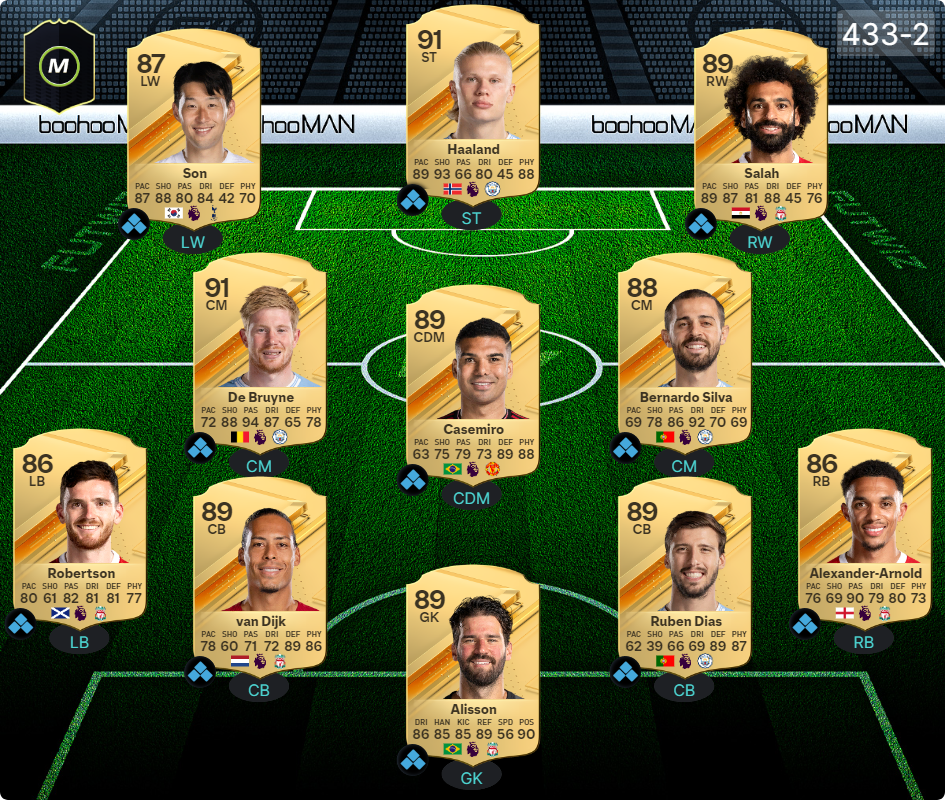 433-2
M
boohooM
hooMAN
boohooMA
ooMAN
FUTWIZ
FUTWIZ
87
LW
Son
PAC SHO PAS DRI DEF PHY
87 88 80 84 42 70
LW
91
ST
Haaland
PAC SHO PAS DRI DEF PHY
89 93 66 80 45 88
ST
89
RW
Salah
PAC SHO PAS DRI DEF PHY
89 87 81 88 45 76
RW
91
CM
De Bruyne
PAC SHO PAS DRI DEF PHY
72 88 94 87 65 78
CM
89
CDM
Casemiro
PAC SHO PAS DRI DEF PHY
63 75 79 73 89 88
CDM
88
CM
Bernardo Silva
PAC SHO PAS DRI DEF PHY
69 78 86 92 70 69
CM
86
LB
Robertson
PAC SHO PAS DRI DEF PHY
80 61 82 81 81 77
LB
89
CB
van Dijk
PAC SHO PAS DRI DEF PHY
78 60 71 72 89 86
CB
89
GK
Alisson
DRI HAN KIC REF SPD POS
86 85 85 89 56 90
GK
89
CB
Ruben Dias
PAC SHO PAS DRI DEF PHY
62 39 66 69 89 87
CB
86
RB
Alexander-Arnold
PAC SHO PAS DRI DEF PHY
76 69 90 79 80 73
RB